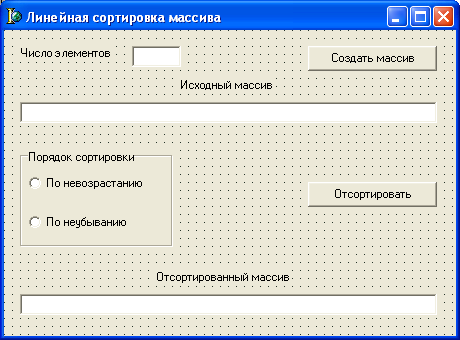 Линейная сортировка массива
Число элементов
Создать массив
Исходный массив
Порядок сортировки
По невозрастанию
Отсортировать
По неубыванию
Отсортированный массив